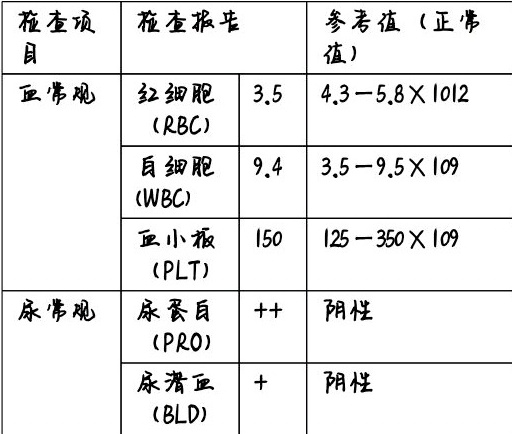 检查项目
检查报告
参考值（正常值）
血常规
红细胞（RBC）
3.5
4.3－5.8×1012
白细胞(WBC)
9.4
3.5－9.5×109
血小板（PLT）
150
125－350×109
尿常规
尿蛋白（PRO）
++
阴性
尿潜血（BLD）
+
阴性